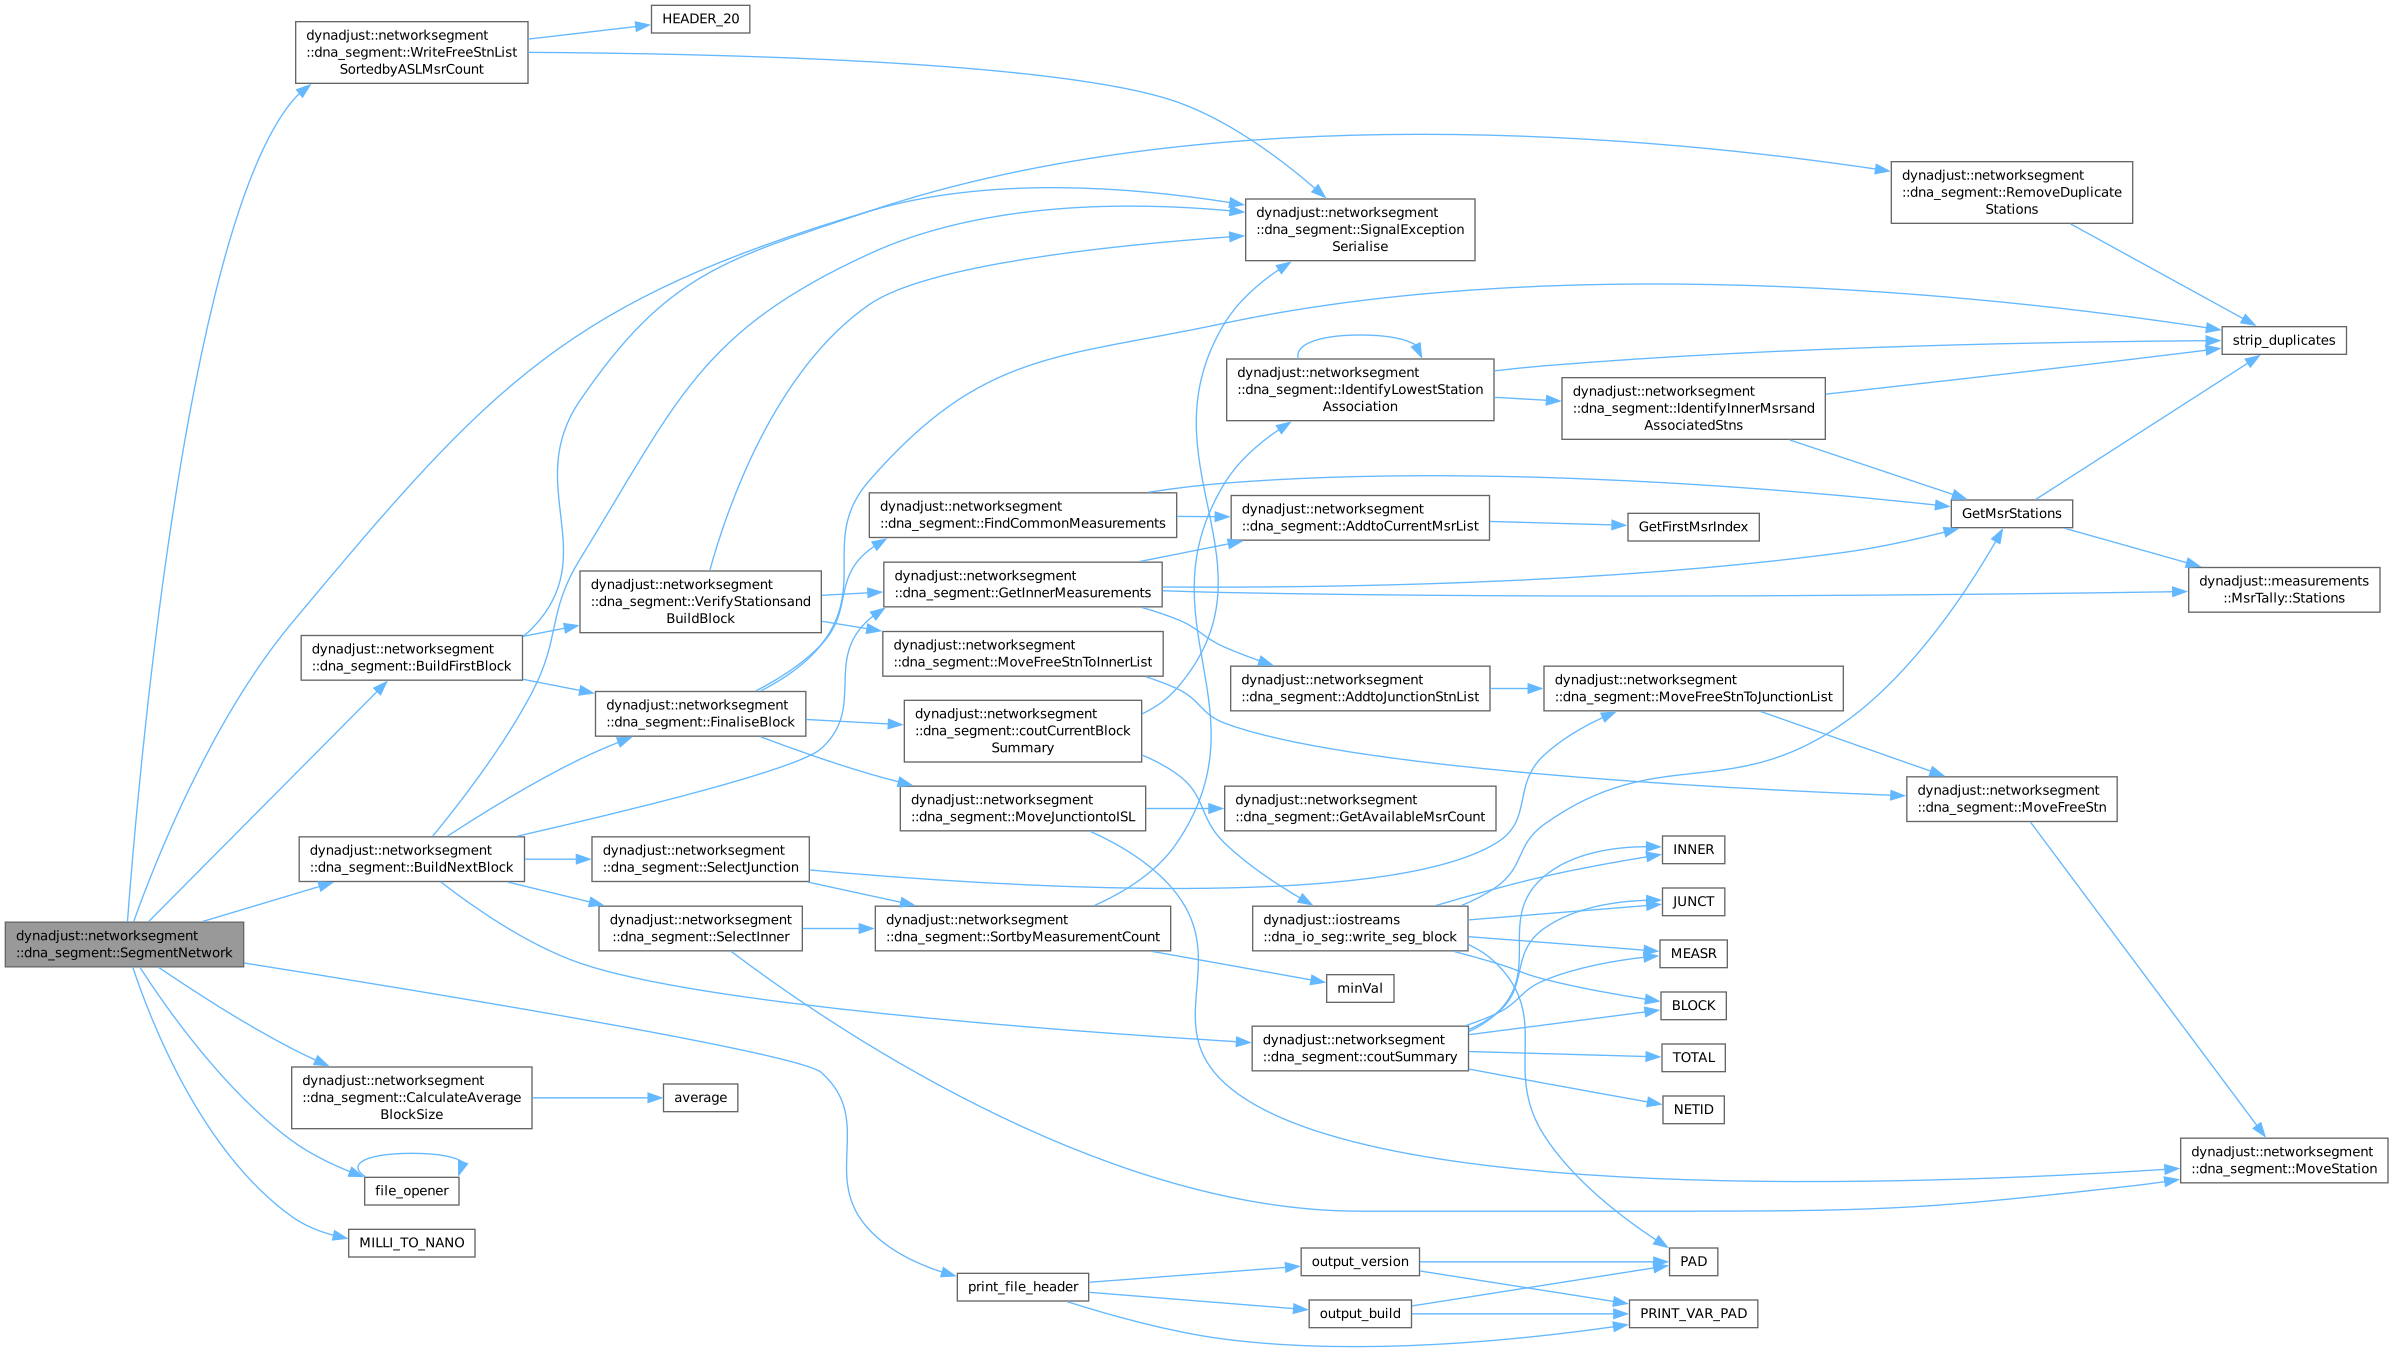 HEADER_20
dynadjust::networksegment
::dna_segment::WriteFreeStnList
SortedbyASLMsrCount
dynadjust::networksegment
::dna_segment::RemoveDuplicate
Stations
dynadjust::networksegment
::dna_segment::SignalException
Serialise
strip_duplicates
dynadjust::networksegment
::dna_segment::IdentifyLowestStation
Association
dynadjust::networksegment
::dna_segment::IdentifyInnerMsrsand
AssociatedStns
dynadjust::networksegment
::dna_segment::FindCommonMeasurements
dynadjust::networksegment
::dna_segment::AddtoCurrentMsrList
GetFirstMsrIndex
GetMsrStations
dynadjust::networksegment
::dna_segment::VerifyStationsand
BuildBlock
dynadjust::networksegment
::dna_segment::GetInnerMeasurements
dynadjust::measurements
::MsrTally::Stations
dynadjust::networksegment
::dna_segment::BuildFirstBlock
dynadjust::networksegment
::dna_segment::MoveFreeStnToInnerList
dynadjust::networksegment
::dna_segment::AddtoJunctionStnList
dynadjust::networksegment
::dna_segment::MoveFreeStnToJunctionList
dynadjust::networksegment
::dna_segment::FinaliseBlock
dynadjust::networksegment
::dna_segment::coutCurrentBlock
Summary
dynadjust::networksegment
::dna_segment::MoveJunctiontoISL
dynadjust::networksegment
::dna_segment::GetAvailableMsrCount
dynadjust::networksegment
::dna_segment::MoveFreeStn
dynadjust::networksegment
::dna_segment::BuildNextBlock
dynadjust::networksegment
::dna_segment::SelectJunction
INNER
JUNCT
dynadjust::networksegment
::dna_segment::SegmentNetwork
dynadjust::networksegment
::dna_segment::SelectInner
dynadjust::networksegment
::dna_segment::SortbyMeasurementCount
dynadjust::iostreams
::dna_io_seg::write_seg_block
MEASR
minVal
BLOCK
dynadjust::networksegment
::dna_segment::coutSummary
TOTAL
dynadjust::networksegment
::dna_segment::CalculateAverage
BlockSize
average
NETID
dynadjust::networksegment
::dna_segment::MoveStation
file_opener
MILLI_TO_NANO
output_version
PAD
print_file_header
output_build
PRINT_VAR_PAD